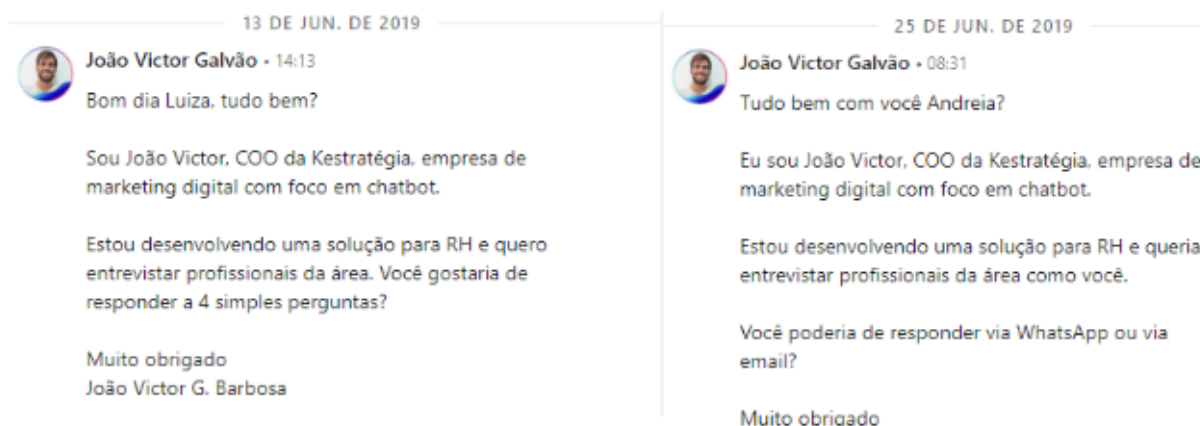 13 DE JUN. DE 2019
João Victor Galvão • 14:13
Bom dia Luiza, tudo bem?
Sou João Victor, COO da Kestratégia, empresa de
marketing digital com foco em chatbot.
Estou desenvolvendo uma solução para RH e quero
entrevistar profissionais da área. Você gostaria de
responder a 4 simples perguntas?
Muito obrigado
João Victor G. Barbosa
25 DE JUN. DE 2019
João Victor Galvão • 08:31
Tudo bem com você Andreia?
Eu sou João Victor, COO da Kestratégia, empresa de
marketing digital com foco em chatbot.
Estou desenvolvendo uma solução para RH e queria
entrevistar profissionais da área como você.
Você poderia de responder via WhatsApp ou via
email?
Muito obrigado